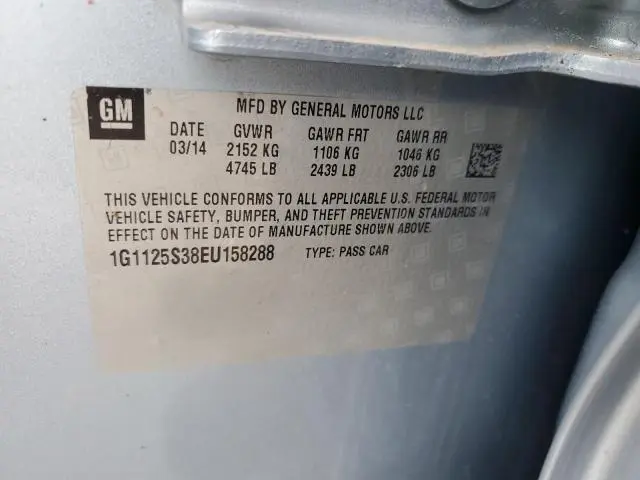 GM
MFD BY GENERAL MOTORS LLC
DATE GVWR GAWR FRT GAWR RR
03/14 2152 KG 1106 KG 1046 KG
4745 LB 2439 LB 2306 LB
THIS VEHICLE CONFORMS TO ALL APPLICABLE U.S. FEDERAL MOTOR
VEHICLE SAFETY, BUMPER, AND THEFT PREVENTION STANDARDS IN
EFFECT ON THE DATE OF MANUFACTURE SHOWN ABOVE.
1G1125S38EU158288 TYPE: PASS CAR